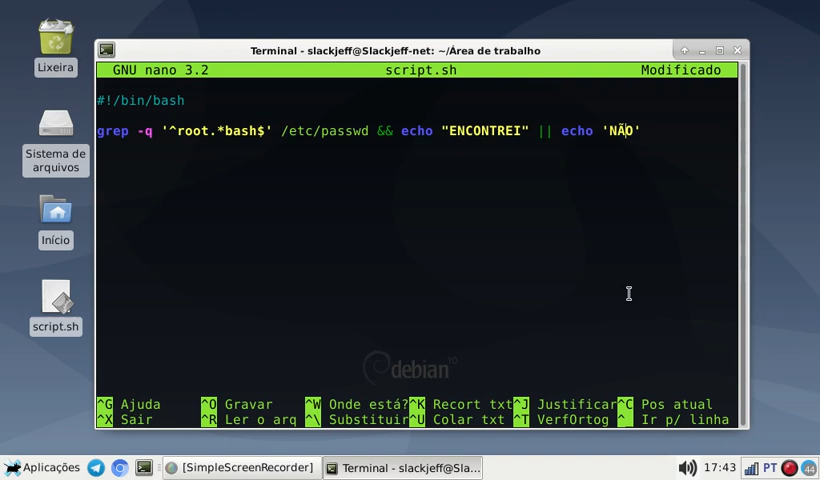 Lixeira
Sistema de
arquivos
Início
script.sh
Terminal - slackjeff@Slackjeff-net: ~/Área de trabalho
GNU nano 3.2 script.sh Modificado
#!/bin/bash
grep -q '^root.*bash$' /etc/passwd && echo "ENCONTREI" || echo 'NÃO'
debian 10
^G Ajuda ^O Gravar ^W Onde está? ^K Recort txt ^J Justificar ^C Pos atual
^X Sair ^R Ler o arq ^\ Substituir ^U Colar txt ^T VerfOrtog ^_ Ir p/ linha
Aplicações [SimpleScreenRecorder] Terminal - slackjeff@Sla... 17:43 PT 44